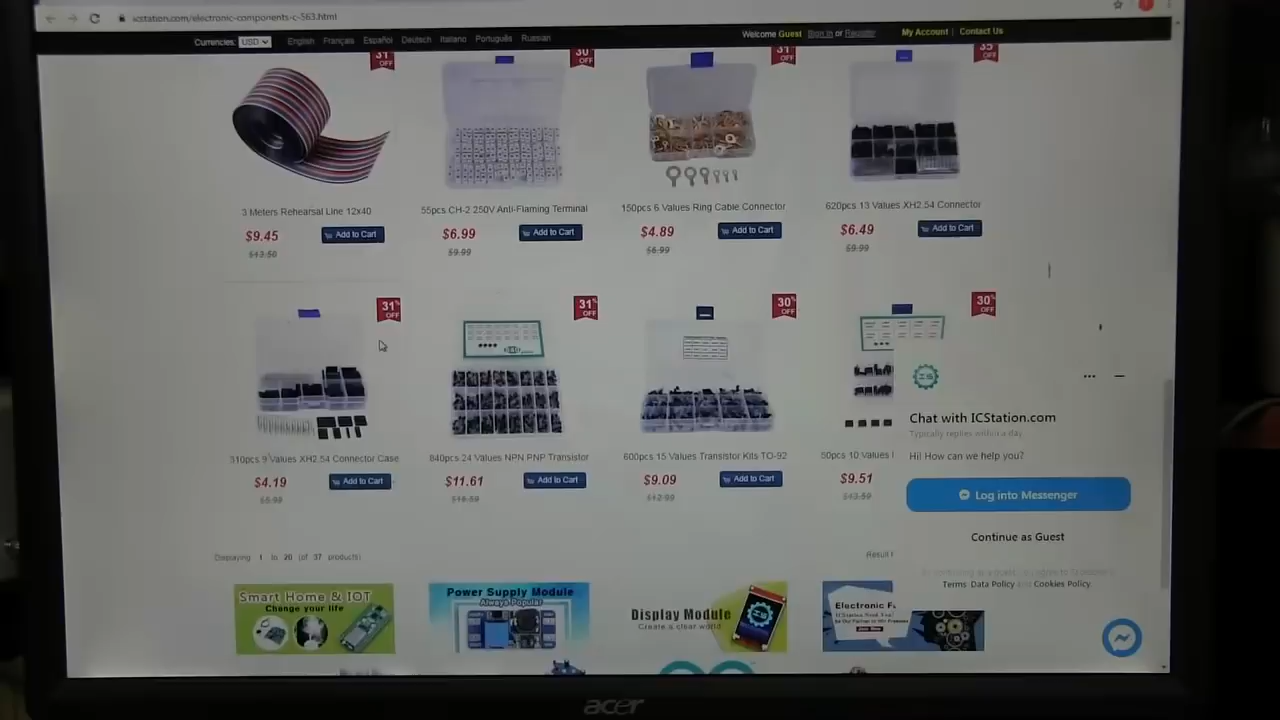 icstation.com/electronic-components-c-563.html
Currencies: USD English Français Español Deutsch Italiano Português Russian Welcome Guest Sign in or Register My Account | Contact Us
31 OFF 30 OFF 31 OFF 35 OFF
3 Meters Rehearsal Line 12x40 55pcs CH-2 250V Anti-Flaming Terminal 150pcs 6 Values Ring Cable Connector 620pcs 13 Values XH2.54 Connector
$9.45 Add to Cart $6.99 Add to Cart $4.89 Add to Cart $6.49 Add to Cart
$13.50 $9.99 $6.99 $9.99
31% OFF 31% OFF 30% OFF 30% OFF
310pcs 9 Values XH2.54 Connector Case 840pcs 24 Values NPN PNP Transistor 600pcs 15 Values Transistor Kits TO-92 50pcs 10 Values
$4.19 Add to Cart $11.61 Add to Cart $9.09 Add to Cart $9.51
$5.98 $16.59 $12.99 $13.59
Chat with ICStation.com
Typically replies within a day
Hi! How can we help you?
Log into Messenger
Continue as Guest
Terms Data Policy Cookies Policy
Displaying 1 to 20 (of 37 products) Result
Smart Home & IOT
Change your life
Power Supply Module
Always Popular
Display Module
Create a clear world
Electronic
ICStation Need You!
Join Now
acer